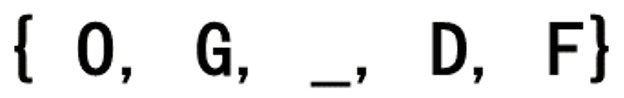 { O, G, _, D, F}